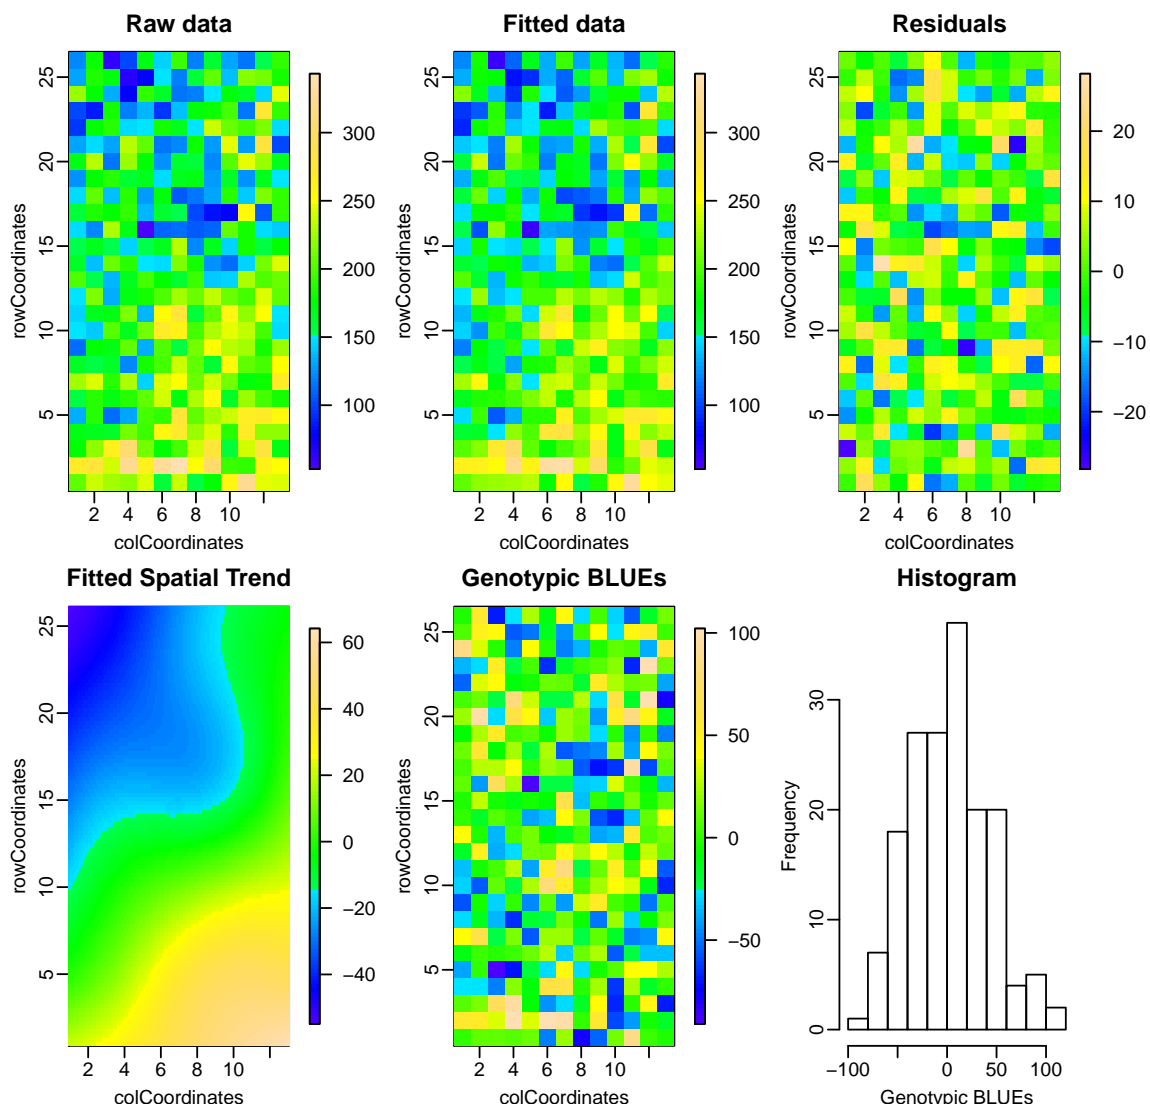 Raw data
rowCoordinates
5 10 15 20 25
2 4 6 8 10
colCoordinates
100 150 200 250 300
Fitted data
rowCoordinates
5 10 15 20 25
2 4 6 8 10
colCoordinates
100 150 200 250 300
Residuals
rowCoordinates
5 10 15 20 25
2 4 6 8 10
colCoordinates
−20 −10 0 10 20
Fitted Spatial Trend
rowCoordinates
5 10 15 20 25
2 4 6 8 10
colCoordinates
−40 −20 0 20 40 60
Genotypic BLUEs
rowCoordinates
5 10 15 20 25
2 4 6 8 10
colCoordinates
−50 0 50 100
Histogram
Frequency
0 10 20 30
−100 0 50 100
Genotypic BLUEs